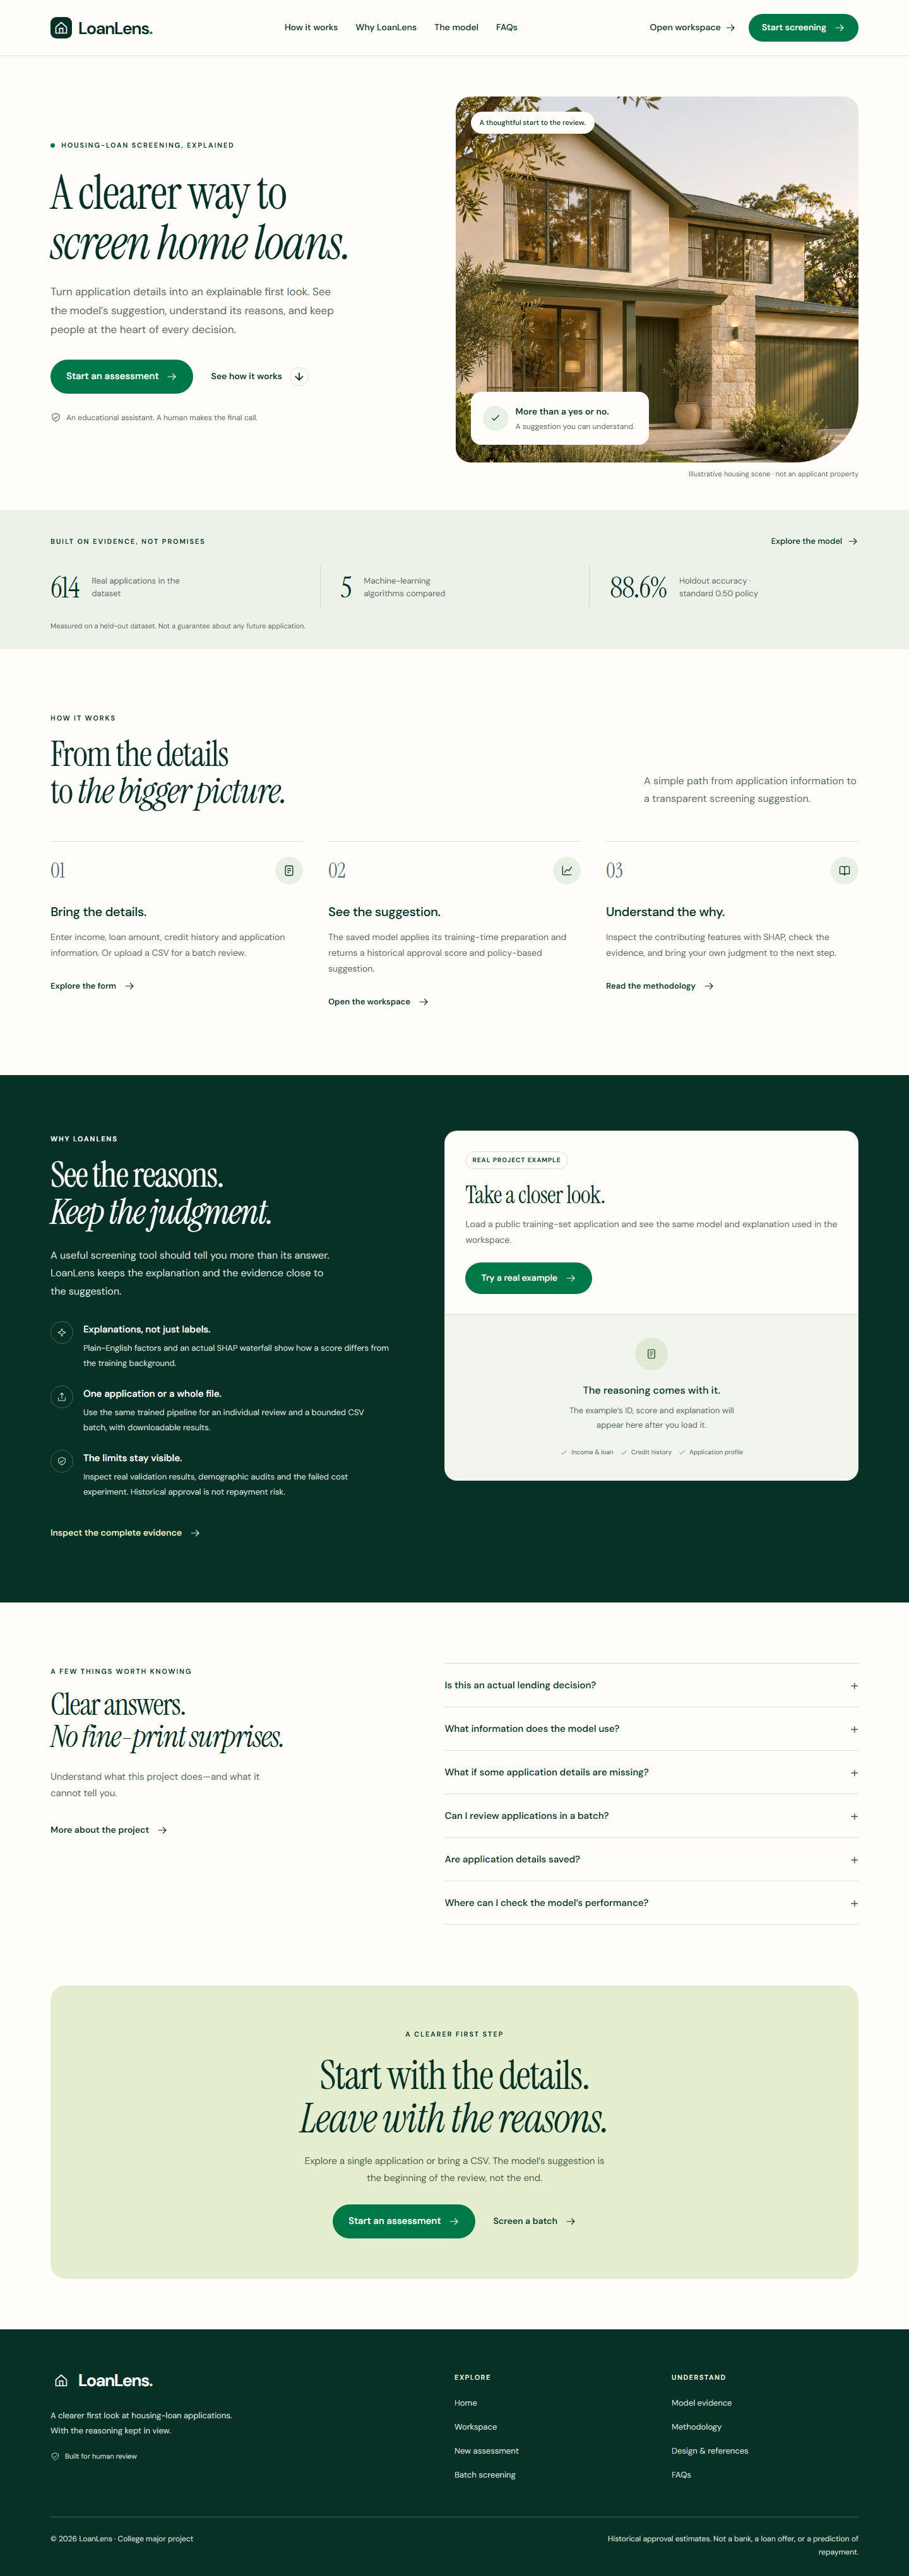 LoanLens.
How it works
Why LoanLens
The model
FAQs
Open workspace
Start screening
HOUSING-LOAN SCREENING, EXPLAINED
A clearer way to
screen home loans.
Turn application details into an explainable first look. See
the model's suggestion, understand its reasons, and keep
people at the heart of every decision.
Start an assessment
See how it works
An educational assistant. A human makes the final call.
A thoughtful start to the review.
More than a yes or no.
A suggestion you can understand.
Illustrative housing scene · not an applicant property
BUILT ON EVIDENCE, NOT PROMISES
Explore the model
614
Real applications in the
dataset
5
Machine-learning
algorithms compared
88.6%
Holdout accuracy ·
standard 0.50 policy
Measured on a held-out dataset. Not a guarantee about any future application.
HOW IT WORKS
From the details
to the bigger picture.
A simple path from application information to
a transparent screening suggestion.
01
Bring the details.
Enter income, loan amount, credit history and application
information. Or upload a CSV for a batch review.
Explore the form
02
See the suggestion.
The saved model applies its training-time preparation and
returns a historical approval score and policy-based
suggestion.
Open the workspace
03
Understand the why.
Inspect the contributing features with SHAP, check the
evidence, and bring your own judgment to the next step.
Read the methodology
WHY LOANLENS
See the reasons.
Keep the judgment.
A useful screening tool should tell you more than its answer.
LoanLens keeps the explanation and the evidence close to
the suggestion.
Explanations, not just labels.
Plain-English factors and an actual SHAP waterfall show how a score differs from
the training background.
One application or a whole file.
Use the same trained pipeline for an individual review and a bounded CSV
batch, with downloadable results.
The limits stay visible.
Inspect real validation results, demographic audits and the failed cost
experiment. Historical approval is not repayment risk.
Inspect the complete evidence
REAL PROJECT EXAMPLE
Take a closer look.
Load a public training-set application and see the same model and explanation used in the
workspace.
Try a real example
The reasoning comes with it.
The example's ID, score and explanation will
appear here after you load it.
Income & loan
Credit history
Application profile
A FEW THINGS WORTH KNOWING
Clear answers.
No fine-print surprises.
Understand what this project does—and what it
cannot tell you.
More about the project
Is this an actual lending decision?
What information does the model use?
What if some application details are missing?
Can I review applications in a batch?
Are application details saved?
Where can I check the model's performance?
A CLEARER FIRST STEP
Start with the details.
Leave with the reasons.
Explore a single application or bring a CSV. The model's suggestion is
the beginning of the review, not the end.
Start an assessment
Screen a batch
LoanLens.
A clearer first look at housing-loan applications.
With the reasoning kept in view.
Built for human review
EXPLORE
Home
Workspace
New assessment
Batch screening
UNDERSTAND
Model evidence
Methodology
Design & references
FAQs
© 2026 LoanLens · College major project
Historical approval estimates. Not a bank, a loan offer, or a prediction of
repayment.